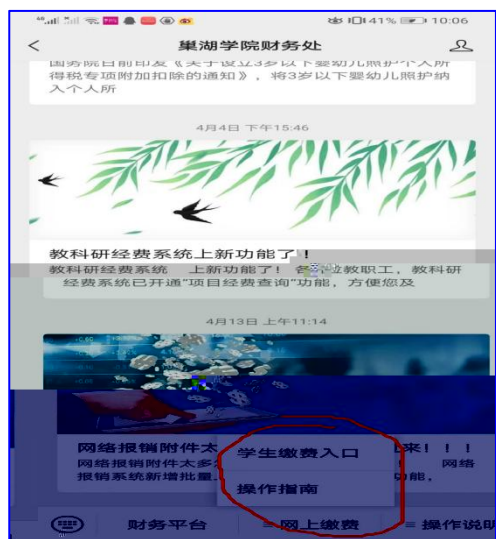 41% 10:06
巢湖学院财务处
国务院日前印发《关于设立3岁以下婴幼儿照护个人所
得税专项附加扣除的通知》，将3岁以下婴幼儿照护纳
入个人所
4月4日 下午15:46
教科研经费系统上新功能了！
教科研经费系统 上新功能了！ 各 位教职工，教科研
经费系统已开通“项目经费查询”功能，方便您及
4月13日 上午11:14
网络报销附件太 来！！！
网络报销附件太多 网络
报销系统新增批量 功能，
学生缴费入口
操作指南
财务平台 网上缴费 操作说明